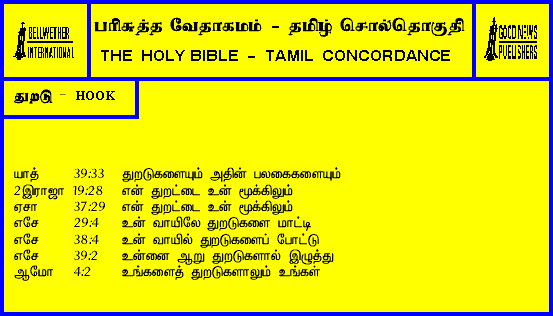 BELLWETHER
INTERNATIONAL
பரிசுத்த வேதாகமம் - தமிழ் சொல்தொகுதி
THE HOLY BIBLE - TAMIL CONCORDANCE
GOOD NEWS
PUBLISHERS
துறடு - HOOK
யாத் 39:33 துறடுகளையும் அதின் பலகைகளையும்
2இராஜா 19:28 என் துறட்டை உன் மூக்கிலும்
ஏசா 37:29 என் துறட்டை உன் மூக்கிலும்
எசே 29:4 உன் வாயிலே துறடுகளை மாட்டி
எசே 38:4 உன் வாயில் துறடுகளைப் போட்டு
எசே 39:2 உன்னை ஆறு துறடுகளால் இழுத்து
ஆமோ 4:2 உங்களைத் துறடுகளாலும் உங்கள்